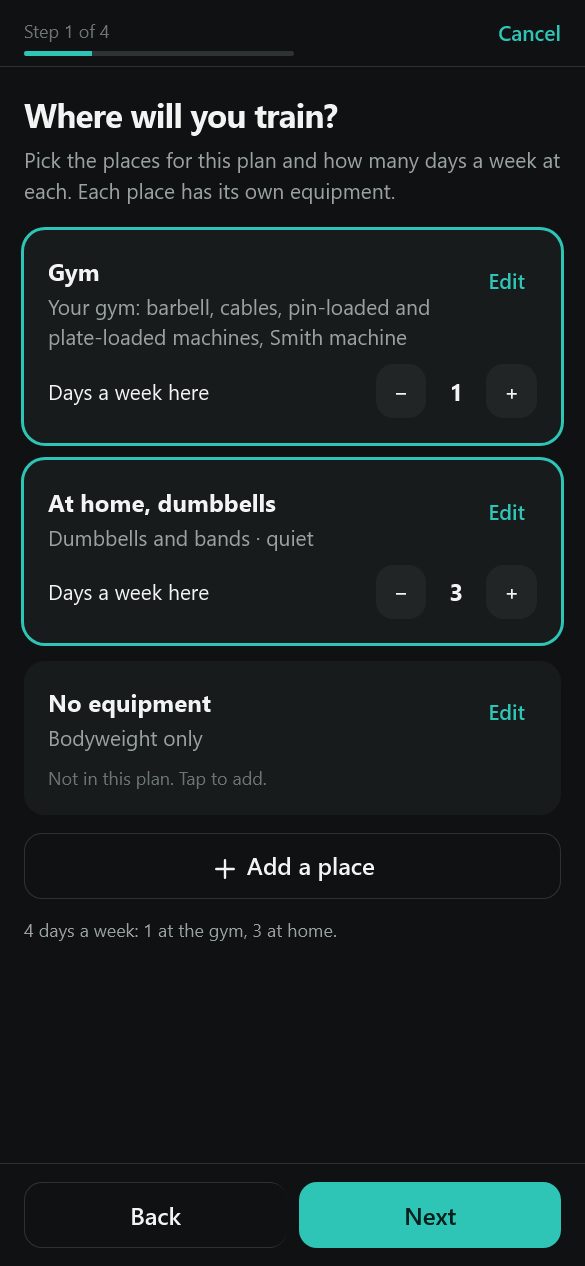 Step 1 of 4
Cancel
Where will you train?
Pick the places for this plan and how many days a week at
each. Each place has its own equipment.
Gym
Edit
Your gym: barbell, cables, pin-loaded and
plate-loaded machines, Smith machine
Days a week here
− 1 +
At home, dumbbells
Edit
Dumbbells and bands · quiet
Days a week here
− 3 +
No equipment
Edit
Bodyweight only
Not in this plan. Tap to add.
+ Add a place
4 days a week: 1 at the gym, 3 at home.
Back
Next